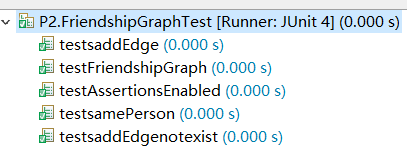 P2.FriendshipGraphTest [Runner: JUnit 4] (0.000 s)
testsaddEdge (0.000 s)
testFriendshipGraph (0.000 s)
testAssertionsEnabled (0.000 s)
testsamePerson (0.000 s)
testsaddEdgenotexist (0.000 s)